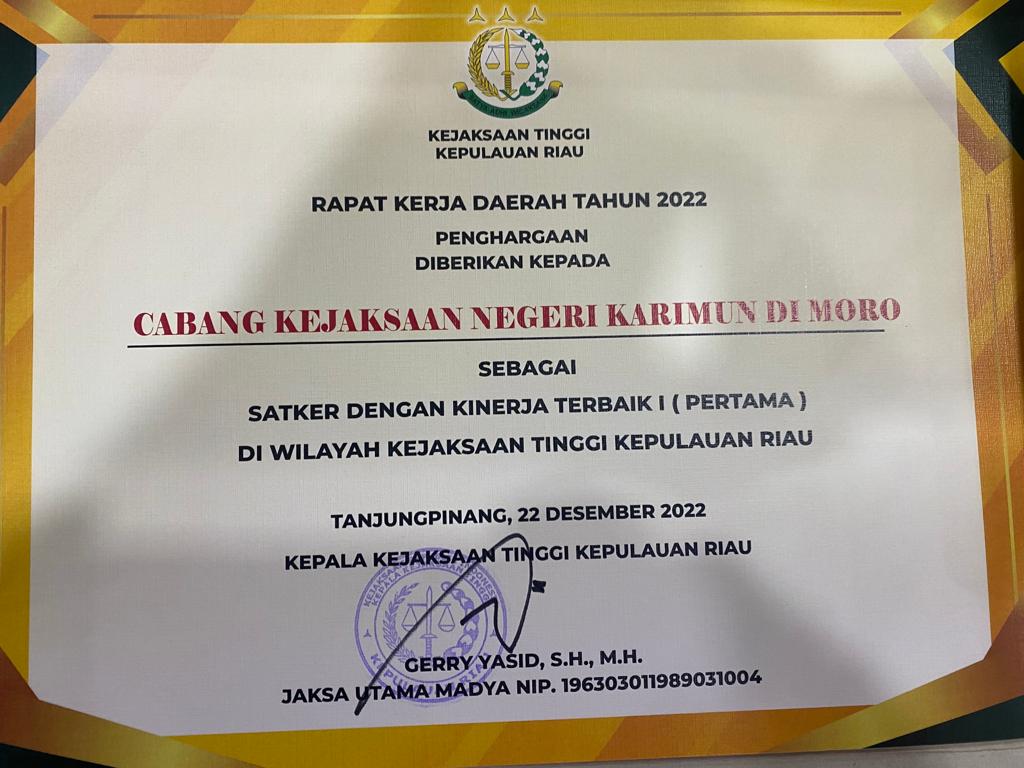 KEJAKSAAN TINGGI
KEPULAUAN RIAU
RAPAT KERJA DAERAH TAHUN 2022
PENGHARGAAN
DIBERIKAN KEPADA
CABANG KEJAKSAAN NEGERI KARIMUN DI MORO
SEBAGAI
SATKER DENGAN KINERJA TERBAIK I ( PERTAMA )
DI WILAYAH KEJAKSAAN TINGGI KEPULAUAN RIAU
TANJUNGPINANG, 22 DESEMBER 2022
KEPALA KEJAKSAAN TINGGI KEPULAUAN RIAU
GERRY YASID, S.H., M.H.
JAKSA UTAMA MADYA NIP. 196303011989031004